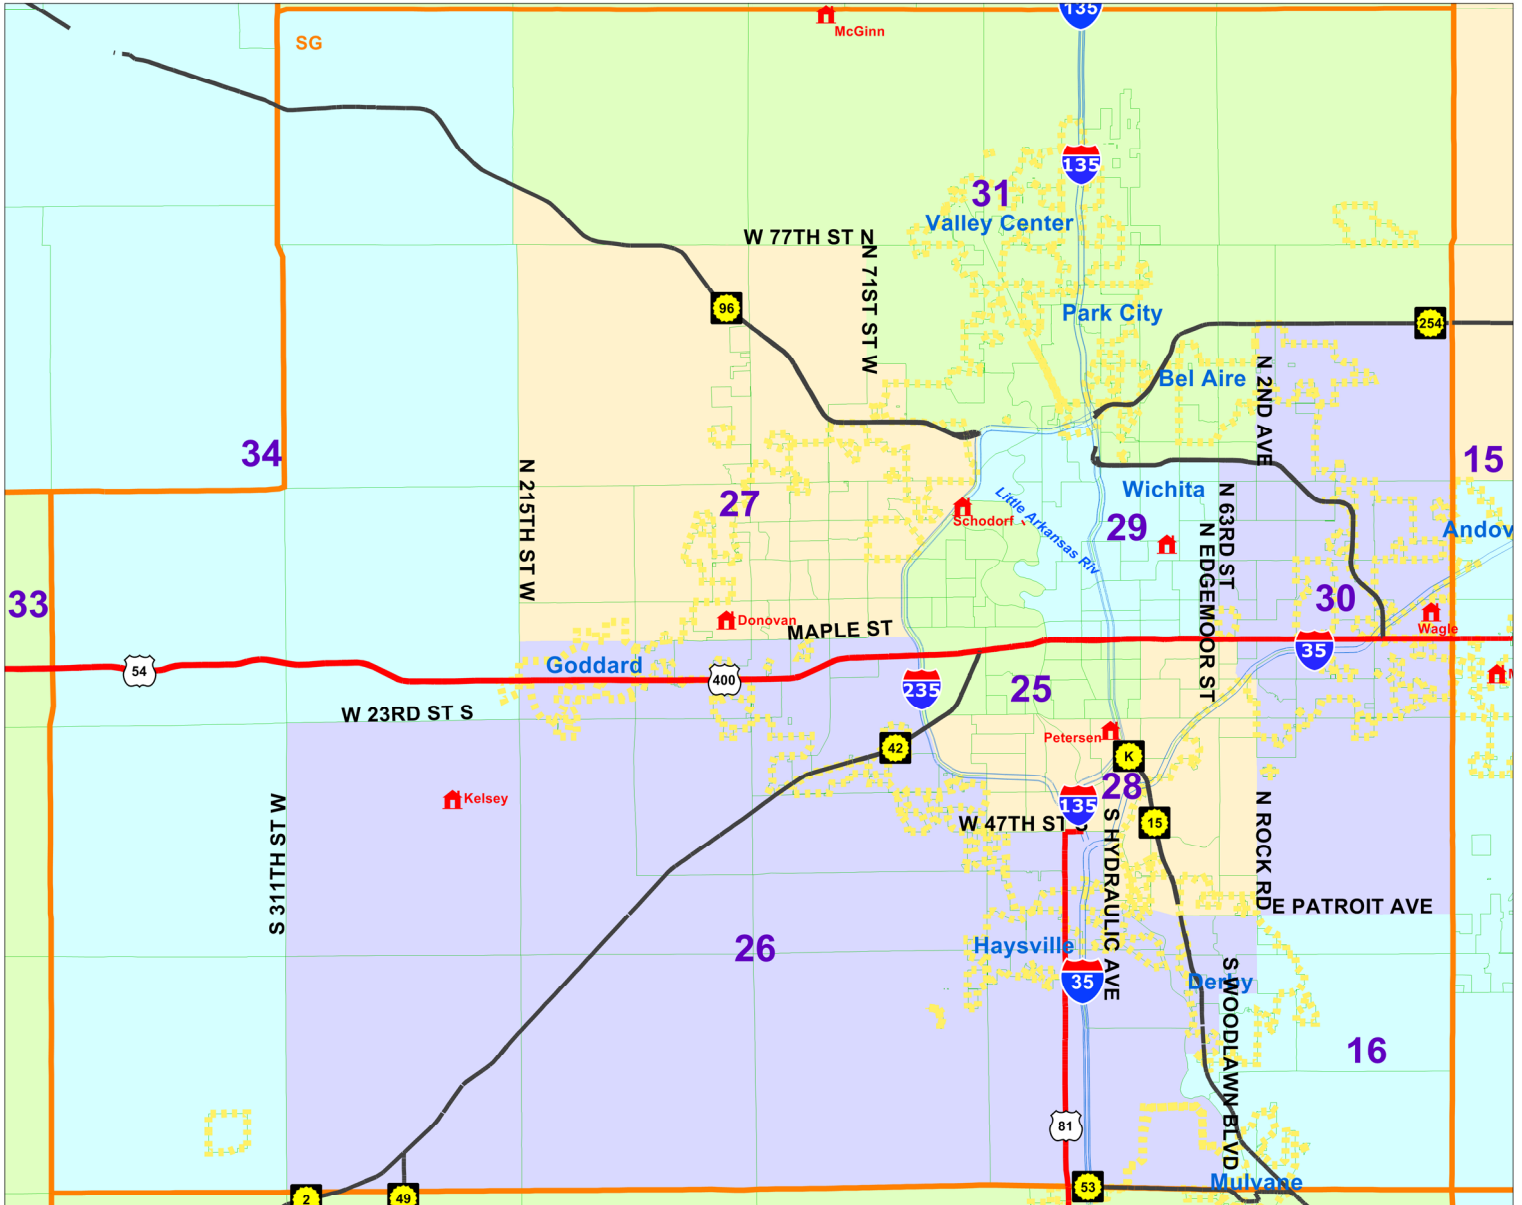 135
McGinn
SG
135
31
Valley Center
W 77TH ST N
N 71ST ST W
96
Park City
254
Bel Aire
N 2ND AVE
34
15
N 215TH ST W
27
Wichita
N 63RD ST
Little Arkansas Riv
Schodorf
29
N EDGEMOOR ST
Andov
33
30
Donovan
MAPLE ST
Wagle
54
Goddard
400
235
25
35
M
W 23RD ST S
42
Petersen
K
28
Kelsey
S 311TH ST W
135
W 47TH ST S
15
S HYDRAULIC AVE
N ROCK RD
E PATROIT AVE
26
Haysville
35
Derby
S WOODLAWN BLVD
16
81
2
49
53
Mulvane